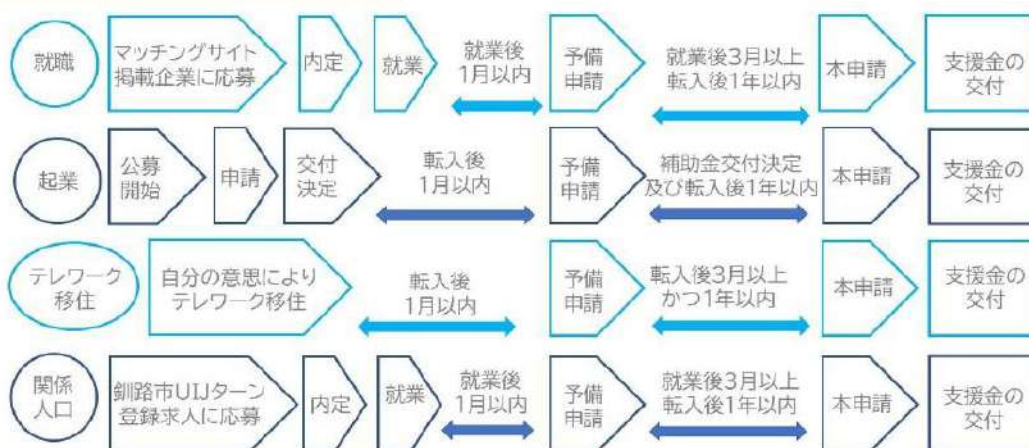 就職
マッチングサイト
掲載企業に応募
内定
就業
就業後
1月以内
予備
申請
就業後3月以上
転入後1年以内
本申請
支援金の
交付
起業
公募
開始
申請
交付
決定
転入後
1月以内
予備
申請
補助金交付決定
及び転入後1年以内
本申請
支援金の
交付
テレワーク
移住
自分の意思により
テレワーク移住
転入後
1月以内
予備
申請
転入後3月以上
かつ1年以内
本申請
支援金の
交付
関係
人口
釧路市UIJターン
登録求人に応募
内定
就業
就業後
1月以内
予備
申請
就業後3月以上
転入後1年以内
本申請
支援金の
交付